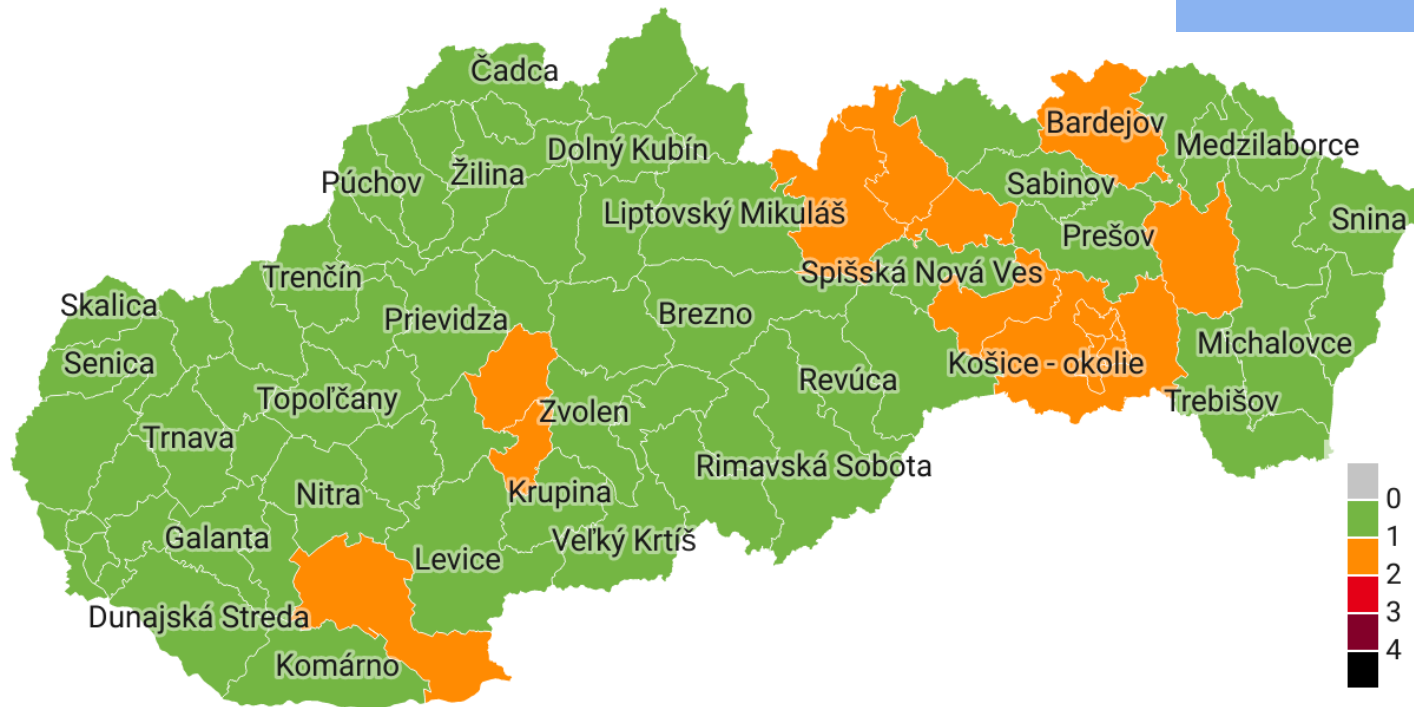 Čadca
Bardejov
Medzilaborce
Dolný Kubín
Žilina
Púchov
Sabinov
Liptovský Mikuláš
Snina
Prešov
Spišská Nová Ves
Trenčín
Skalica
Brezno
Prievidza
Michalovce
Senica
Košice - okolie
Revúca
Topoľčany
Trebišov
Zvolen
Trnava
Rimavská Sobota
Krupina
Nitra
0
Galanta
Veľký Krtíš
1
Levice
2
Dunajská Streda
3
Komárno
4